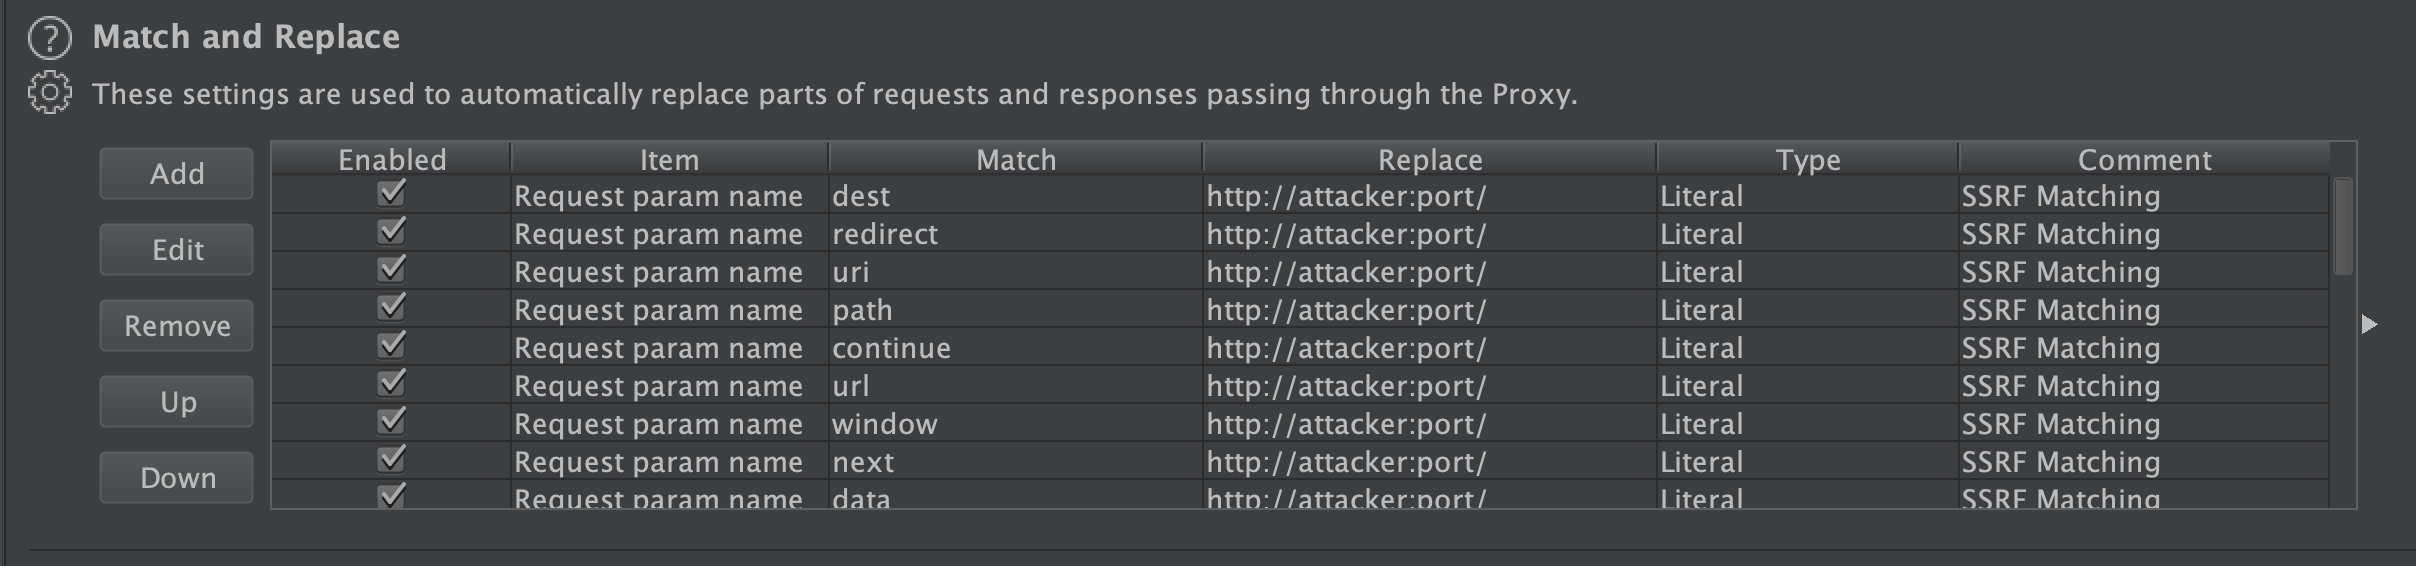 Match and Replace
These settings are used to automatically replace parts of requests and responses passing through the Proxy.
Add
Edit
Remove
Up
Down
Enabled Item Match Replace Type Comment
Request param name dest http://attacker:port/ Literal SSRF Matching
Request param name redirect http://attacker:port/ Literal SSRF Matching
Request param name uri http://attacker:port/ Literal SSRF Matching
Request param name path http://attacker:port/ Literal SSRF Matching
Request param name continue http://attacker:port/ Literal SSRF Matching
Request param name url http://attacker:port/ Literal SSRF Matching
Request param name window http://attacker:port/ Literal SSRF Matching
Request param name next http://attacker:port/ Literal SSRF Matching
Request param name data http://attacker:port/ Literal SSRF Matching